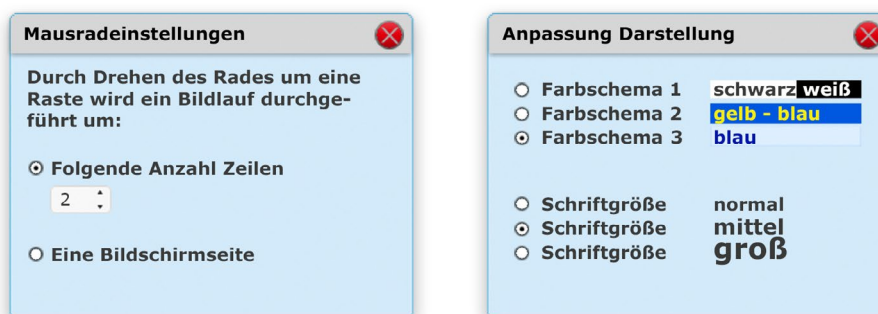 Mausradeinstellungen
Durch Drehen des Rades um eine
Raste wird ein Bildlauf durchge-
führt um:
Folgende Anzahl Zeilen
2
Eine Bildschirmseite
Anpassung Darstellung
Farbschema 1 schwarz weiß
Farbschema 2 gelb - blau
Farbschema 3 blau
Schriftgröße normal
Schriftgröße mittel
Schriftgröße groß